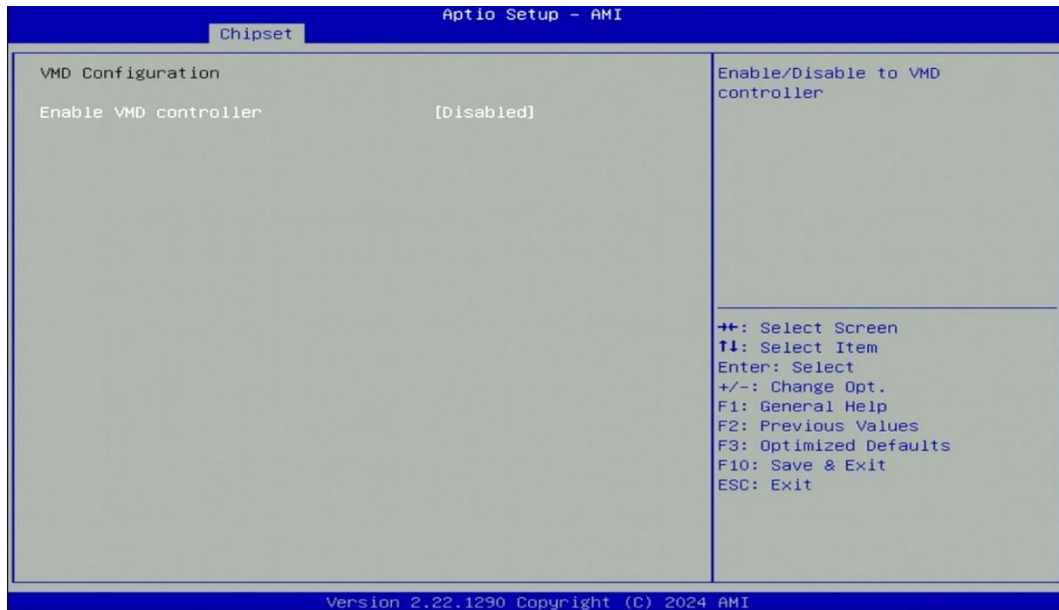 Aptio Setup - AMI
Chipset
VMD Configuration
Enable VMD controller [Disabled]
Enable/Disable to VMD
controller
→←: Select Screen
↑↓: Select Item
Enter: Select
+/-: Change Opt.
F1: General Help
F2: Previous Values
F3: Optimized Defaults
F10: Save & Exit
ESC: Exit
Version 2.22.1290 Copyright (C) 2024 AMI